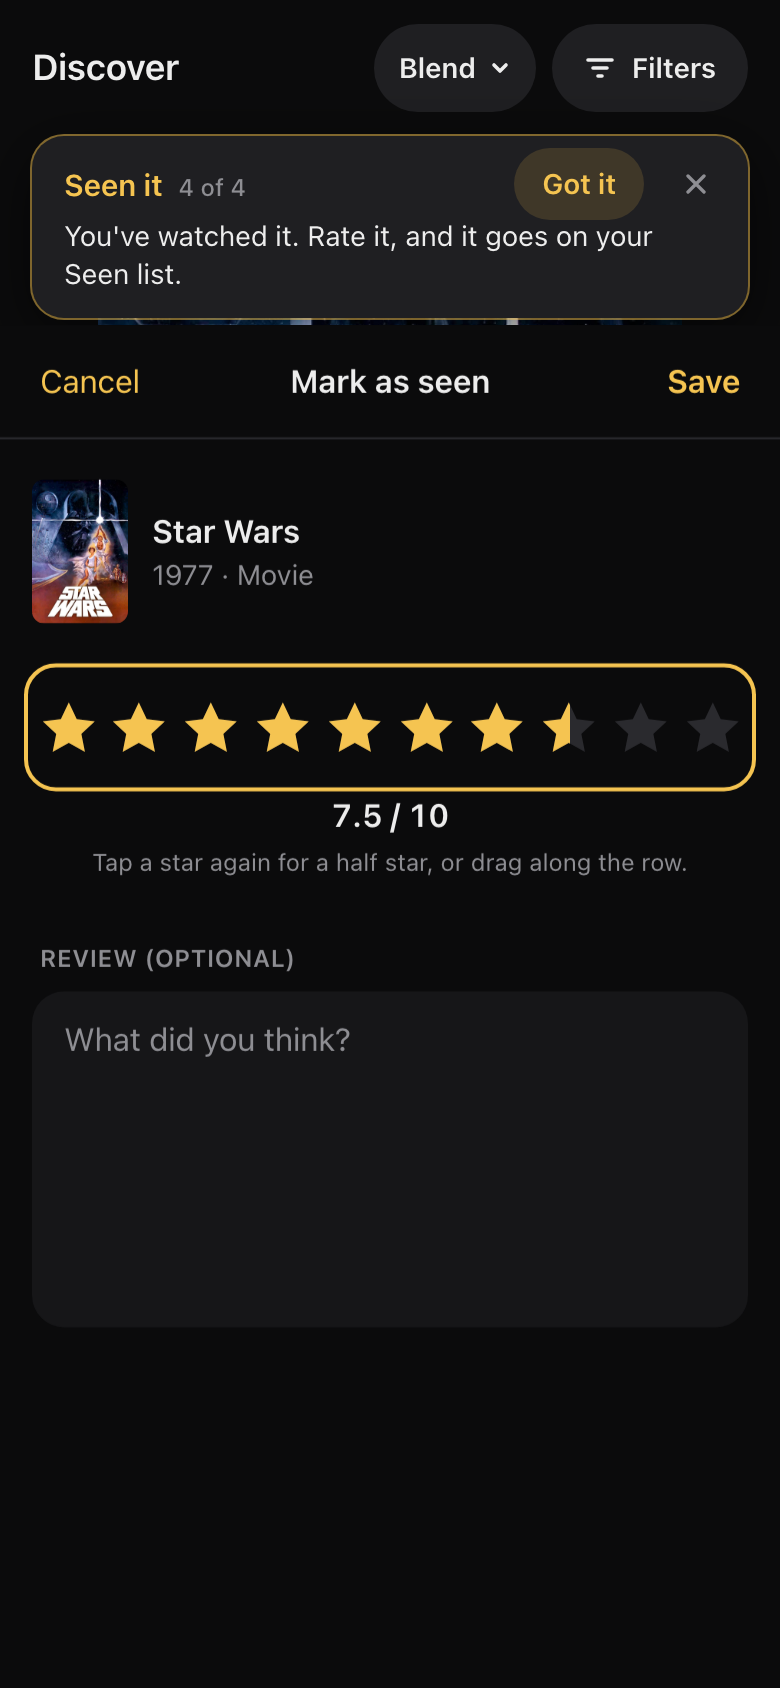 Discover
Blend
Filters
Seen it 4 of 4
Got it
You've watched it. Rate it, and it goes on your
Seen list.
Cancel
Mark as seen
Save
STAR
WARS
Star Wars
1977 · Movie
7.5 / 10
Tap a star again for a half star, or drag along the row.
REVIEW (OPTIONAL)
What did you think?